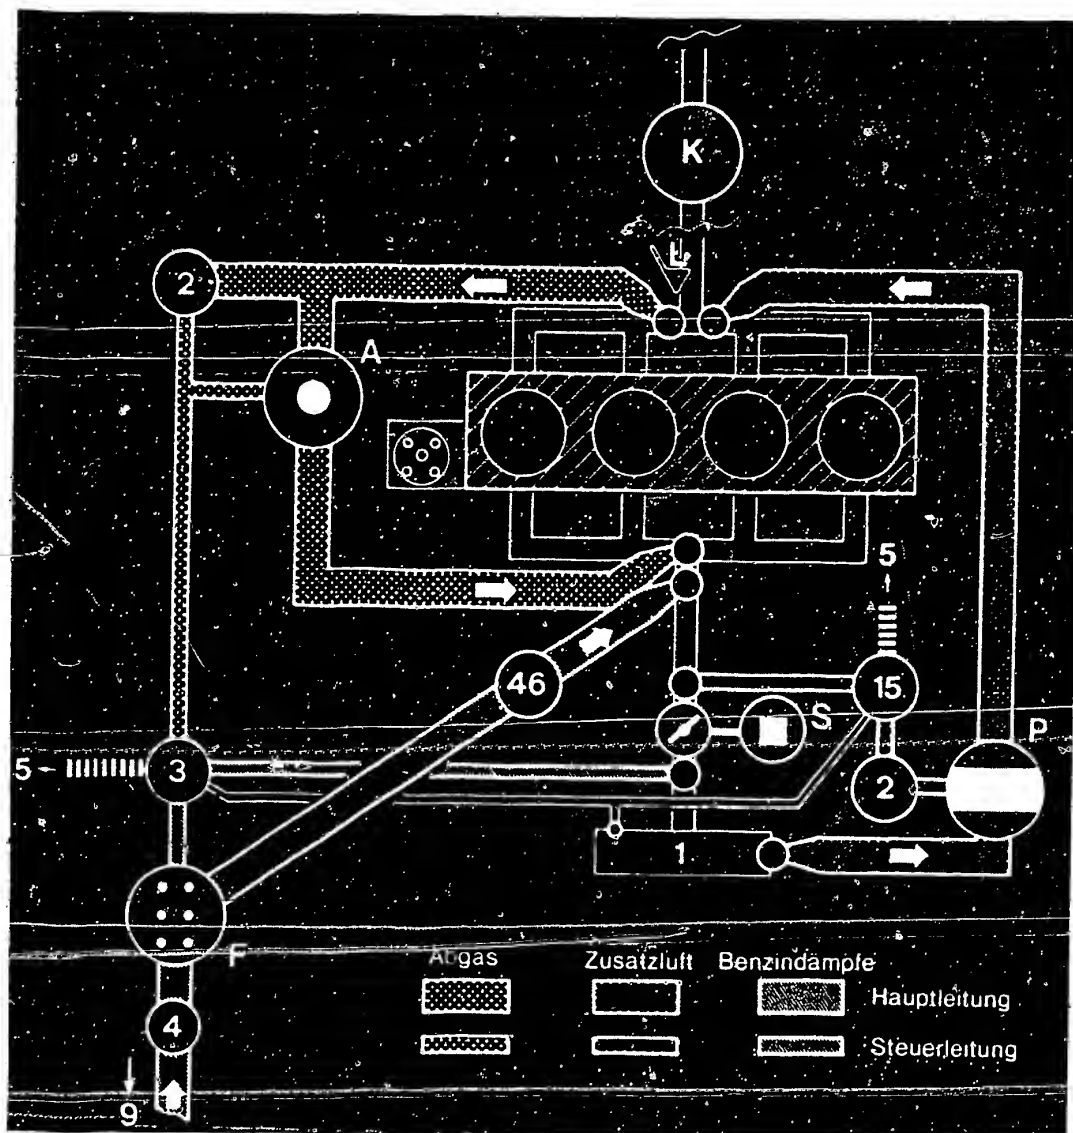 K
L
2
A
5
46
15
S
P
5
3
2
1
F
Abgas Zusatzluft Benzindämpfe
Hauptleitung
4
Steuerleitung
9